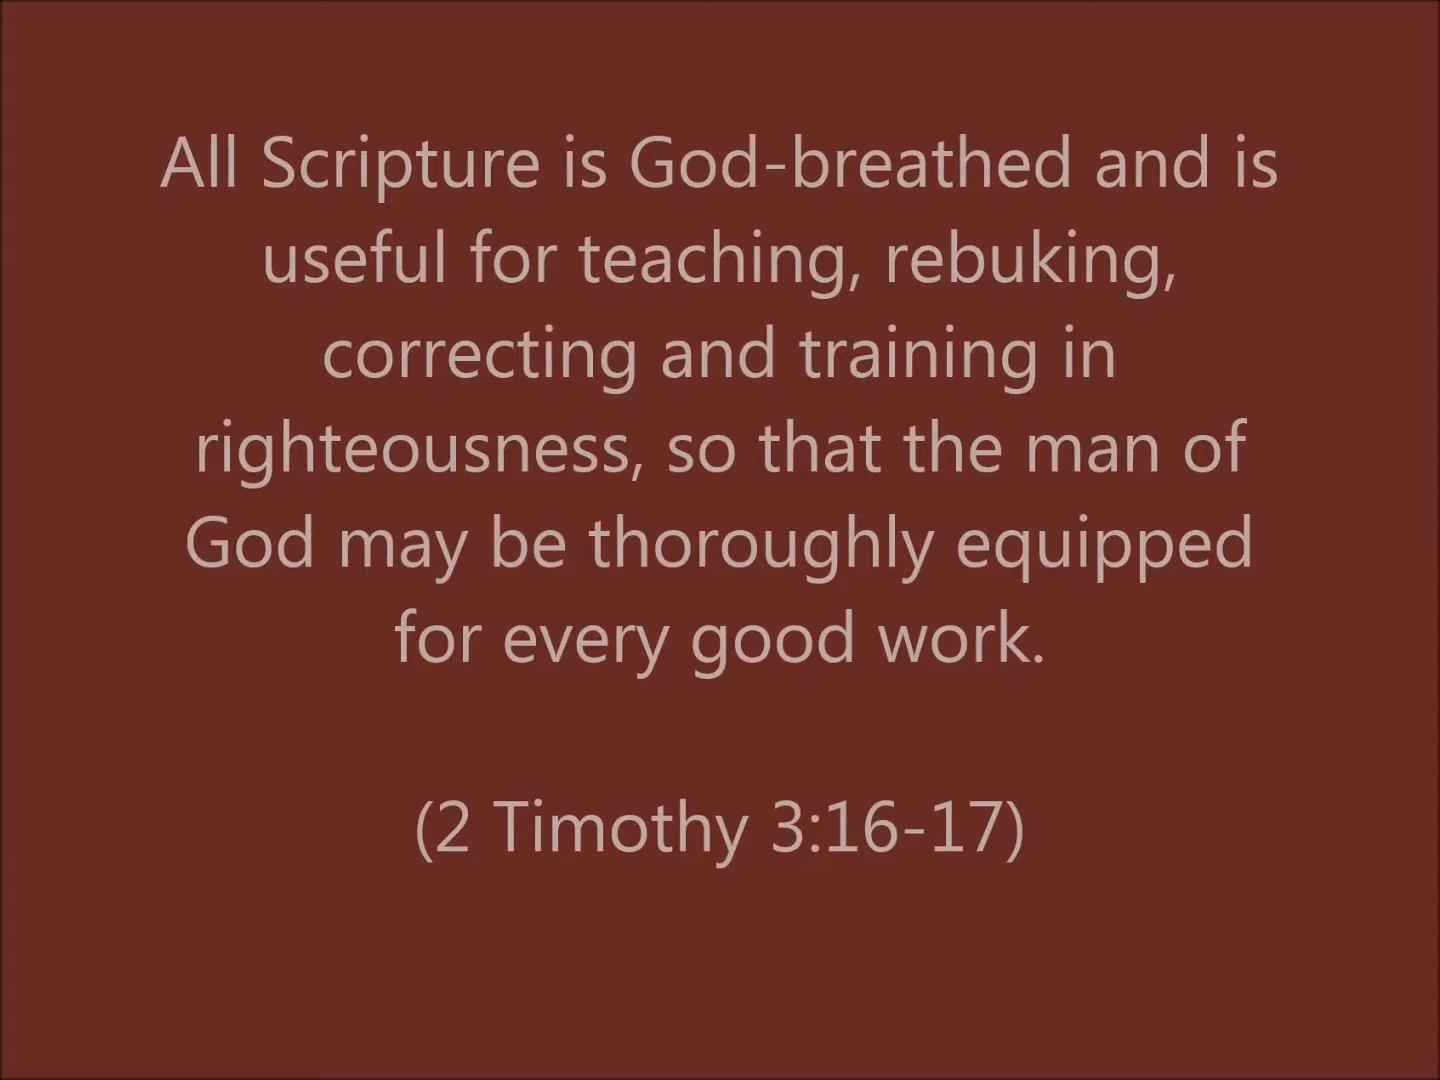 All Scripture is God-breathed and is
useful for teaching, rebuking,
correcting and training in
righteousness, so that the man of
God may be thoroughly equipped
for every good work.
(2 Timothy 3:16-17)